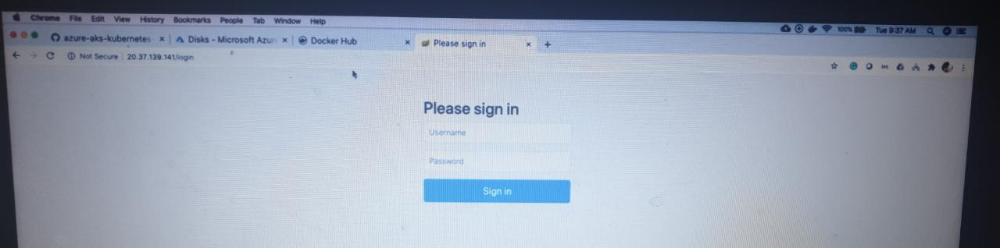 Chrome File Edit View History Bookmarks People Tab Window Help 100% Tue 9:37 AM
azure-aks-kubernetes × Disks - Microsoft Azur × Docker Hub × Please sign in × +
Not Secure | 20.37.139.141/login
Please sign in
Username
Password
Sign in